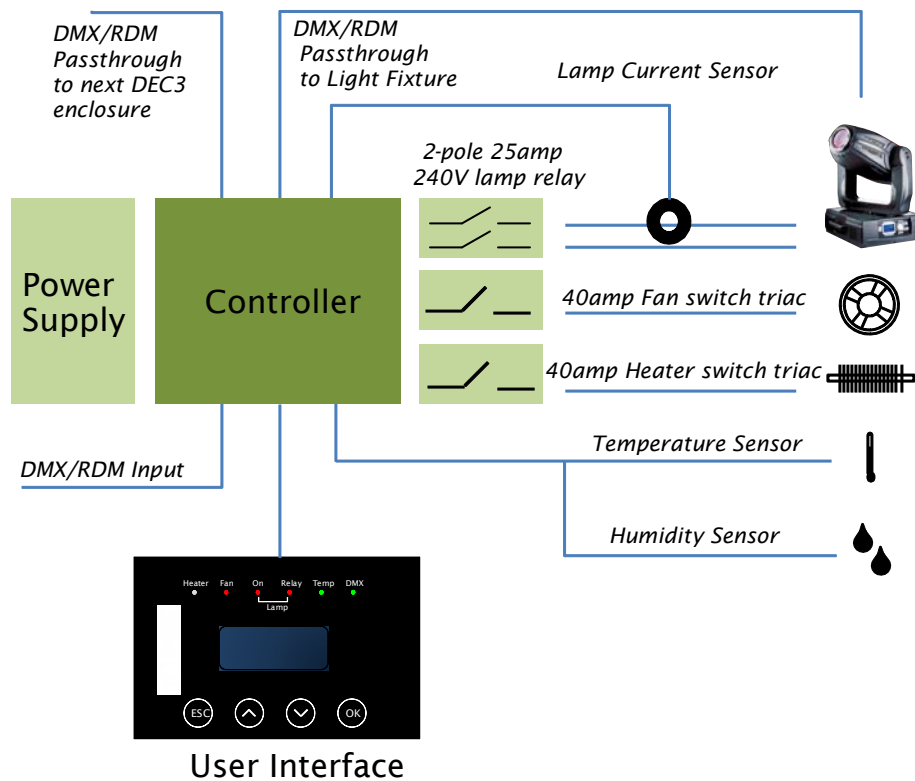 DMX/RDM
Passthrough
to next DEC3
enclosure
DMX/RDM
Passthrough
to Light Fixture
Lamp Current Sensor
2-pole 25amp
240V lamp relay
Power
Supply
Controller
40amp Fan switch triac
40amp Heater switch triac
Temperature Sensor
DMX/RDM Input
Humidity Sensor
Heater Fan On Relay Temp DMX
Lamp
ESC OK
User Interface